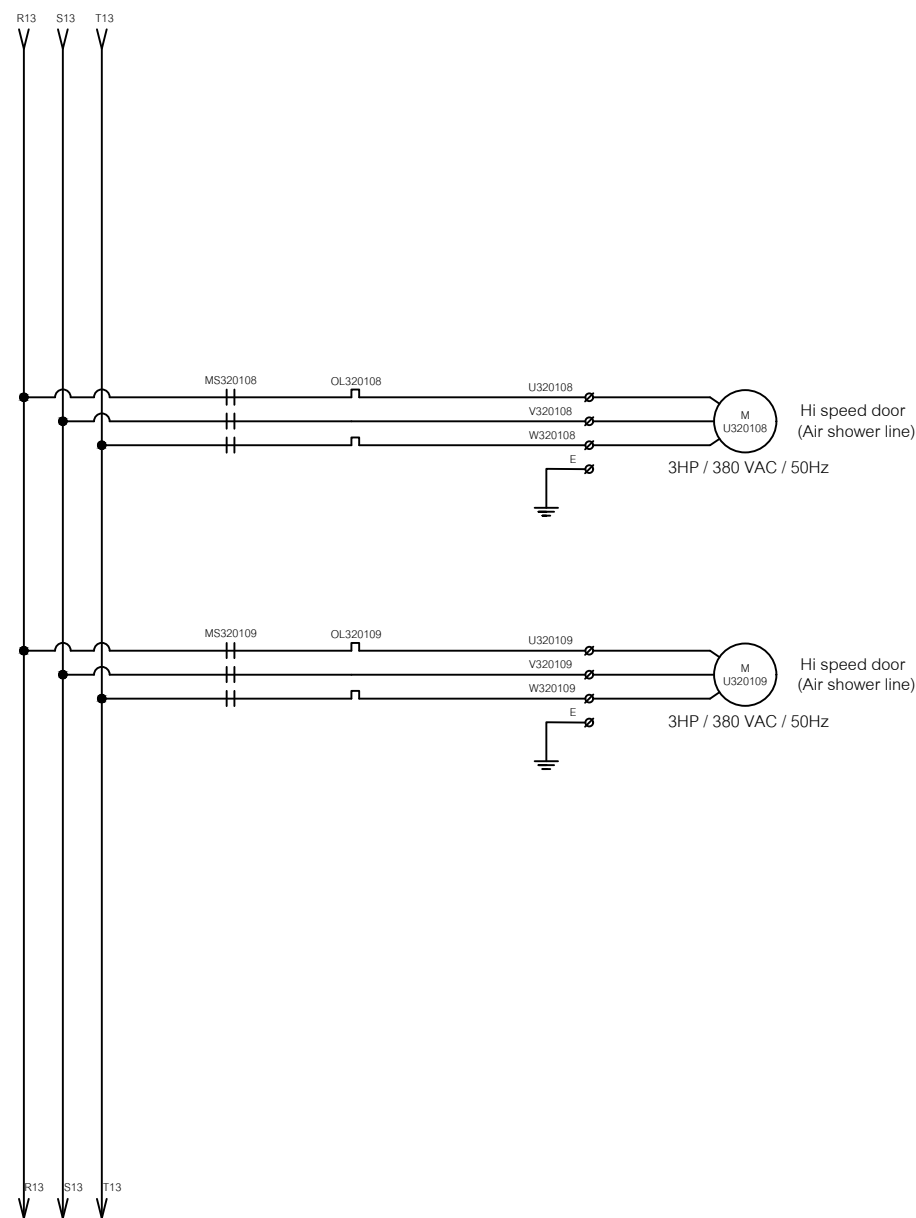 R13 S13 T13
MS320108 OL320108 U320108
V320108
W320108
E
M
U320108
Hi speed door
(Air shower line)
3HP / 380 VAC / 50Hz
MS320109 OL320109 U320109
V320109
W320109
E
M
U320109
Hi speed door
(Air shower line)
3HP / 380 VAC / 50Hz
R13 S13 T13